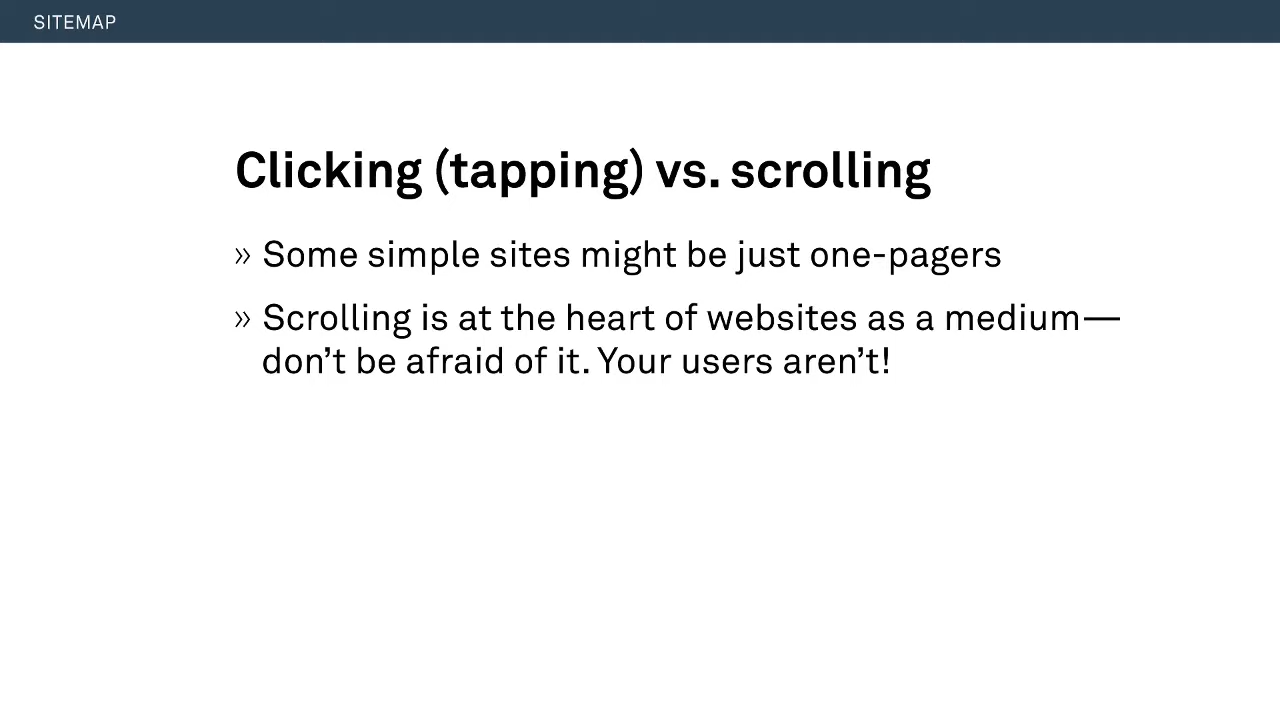 SITEMAP
Clicking (tapping) vs. scrolling
» Some simple sites might be just one-pagers
» Scrolling is at the heart of websites as a medium—
don’t be afraid of it. Your users aren’t!